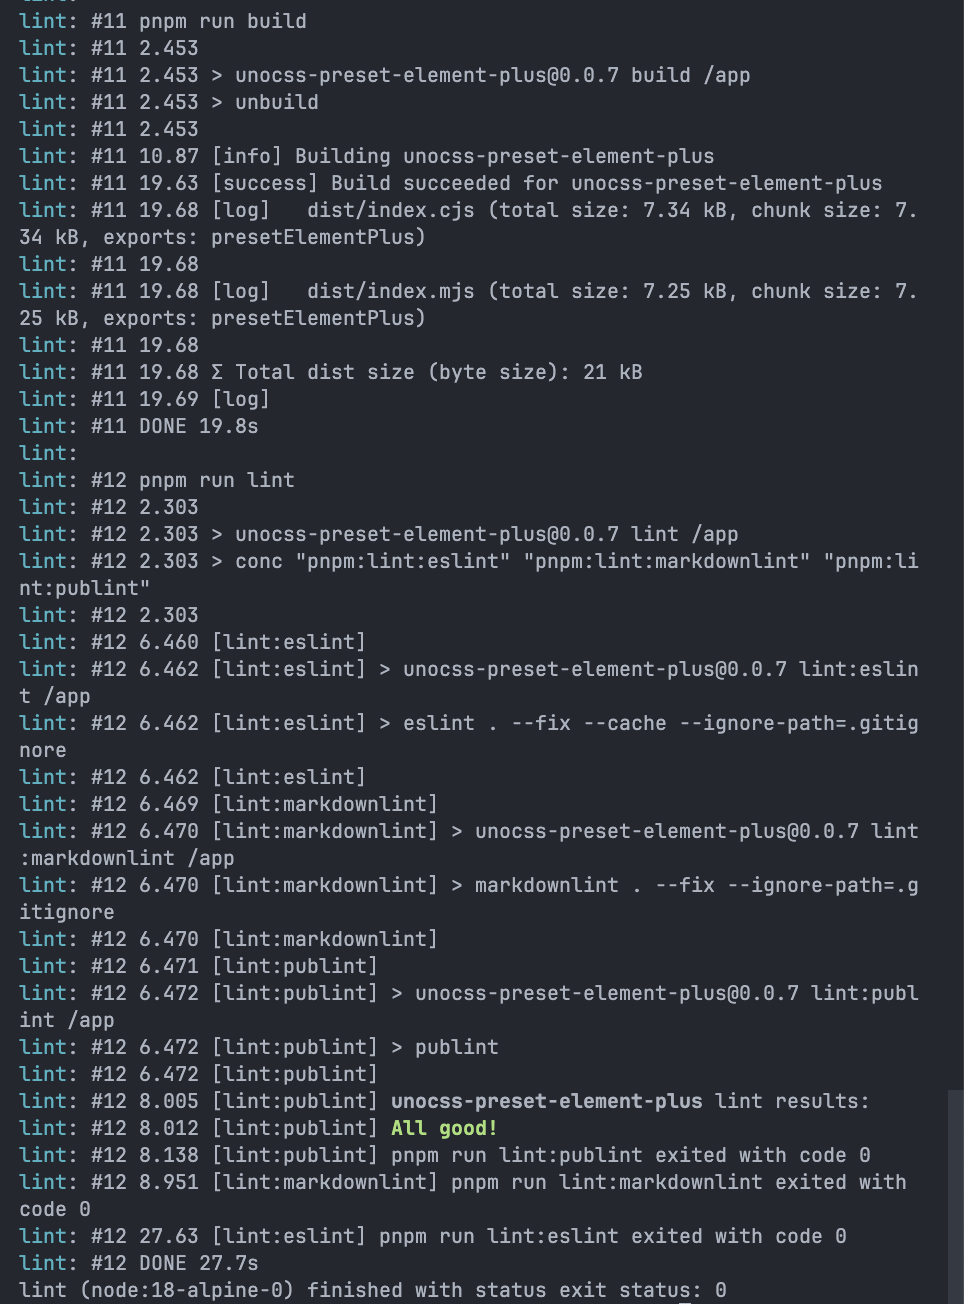 lint: #11 pnpm run build
lint: #11 2.453
lint: #11 2.453 > unocss-preset-element-plus@0.0.7 build /app
lint: #11 2.453 > unbuild
lint: #11 2.453
lint: #11 10.87 [info] Building unocss-preset-element-plus
lint: #11 19.63 [success] Build succeeded for unocss-preset-element-plus
lint: #11 19.68 [log]   dist/index.cjs (total size: 7.34 kB, chunk size: 7.
34 kB, exports: presetElementPlus)
lint: #11 19.68
lint: #11 19.68 [log]   dist/index.mjs (total size: 7.25 kB, chunk size: 7.
25 kB, exports: presetElementPlus)
lint: #11 19.68
lint: #11 19.68 Σ Total dist size (byte size): 21 kB
lint: #11 19.69 [log]
lint: #11 DONE 19.8s
lint:
lint: #12 pnpm run lint
lint: #12 2.303
lint: #12 2.303 > unocss-preset-element-plus@0.0.7 lint /app
lint: #12 2.303 > conc "pnpm:lint:eslint" "pnpm:lint:markdownlint" "pnpm:li
nt:publint"
lint: #12 2.303
lint: #12 6.460 [lint:eslint]
lint: #12 6.462 [lint:eslint] > unocss-preset-element-plus@0.0.7 lint:eslin
t /app
lint: #12 6.462 [lint:eslint] > eslint . --fix --cache --ignore-path=.gitig
nore
lint: #12 6.462 [lint:eslint]
lint: #12 6.469 [lint:markdownlint]
lint: #12 6.470 [lint:markdownlint] > unocss-preset-element-plus@0.0.7 lint
:markdownlint /app
lint: #12 6.470 [lint:markdownlint] > markdownlint . --fix --ignore-path=.g
itignore
lint: #12 6.470 [lint:markdownlint]
lint: #12 6.471 [lint:publint]
lint: #12 6.472 [lint:publint] > unocss-preset-element-plus@0.0.7 lint:publ
int /app
lint: #12 6.472 [lint:publint] > publint
lint: #12 6.472 [lint:publint]
lint: #12 8.005 [lint:publint] unocss-preset-element-plus lint results:
lint: #12 8.012 [lint:publint] All good!
lint: #12 8.138 [lint:publint] pnpm run lint:publint exited with code 0
lint: #12 8.951 [lint:markdownlint] pnpm run lint:markdownlint exited with
code 0
lint: #12 27.63 [lint:eslint] pnpm run lint:eslint exited with code 0
lint: #12 DONE 27.7s
lint (node:18-alpine-0) finished with status exit status: 0